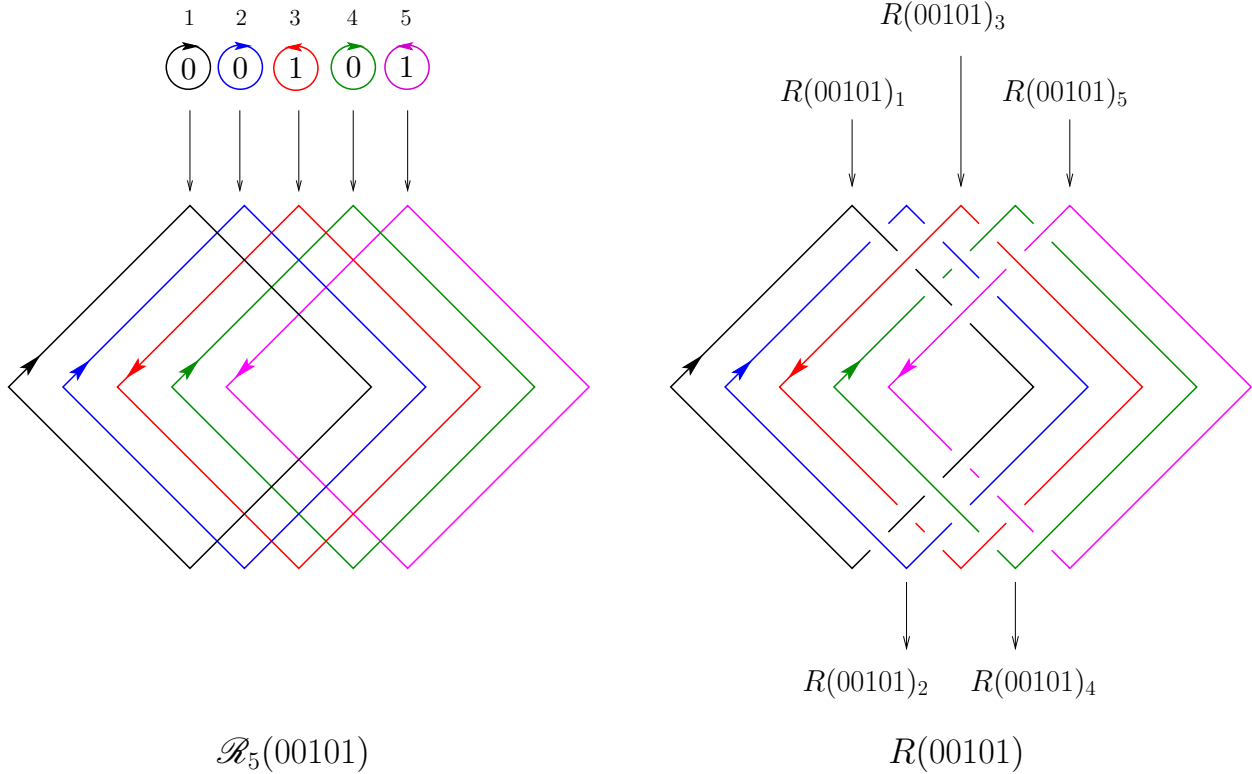 1 2 3 4 5
0 0 1 0 1
R(00101)₃
R(00101)₁ R(00101)₅
R(00101)₂ R(00101)₄
ℛ₅(00101) R(00101)